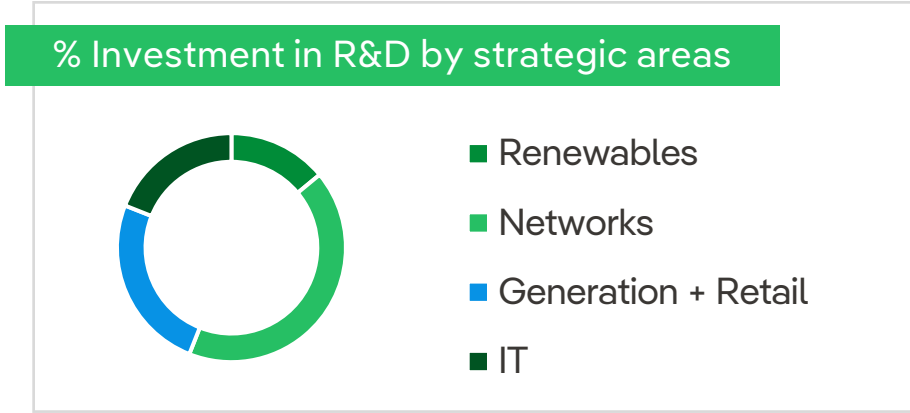 % Investment in R&D by strategic areas
Renewables
Networks
Generation + Retail
IT